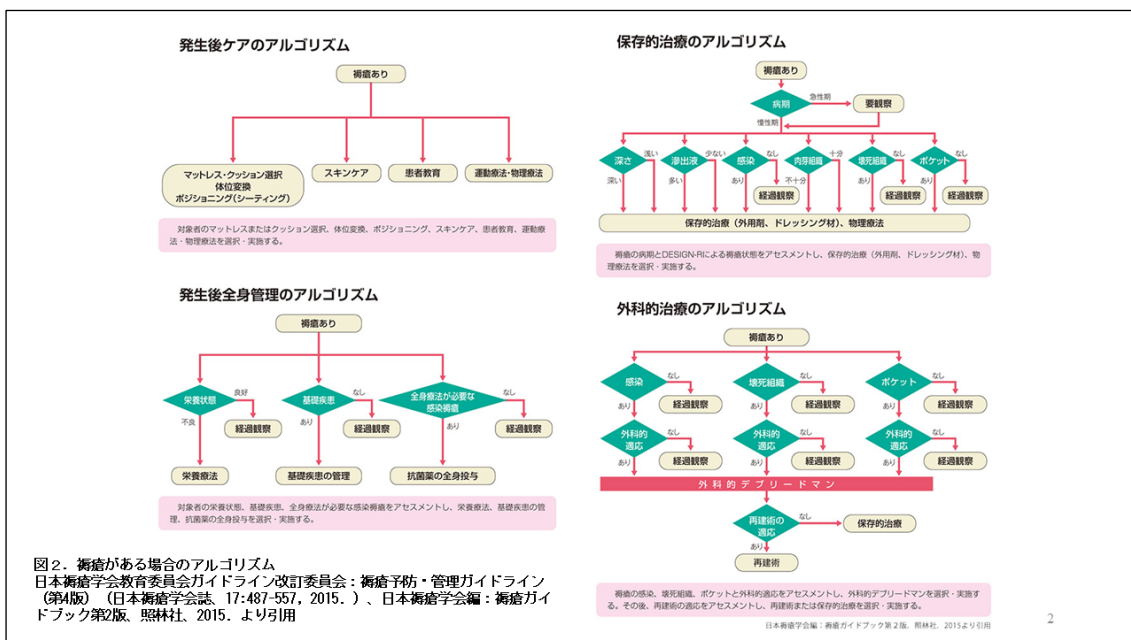 発生後ケアのアルゴリズム
褥瘡あり
マットレス・クッション選択
体位変換
ポジショニング(シーティング)
スキンケア
患者教育
運動療法・物理療法
対象者のマットレスまたはクッション選択、体位変換、ポジショニング、スキンケア、患者教育、運動療
法・物理療法を選択・実施する。
保存的治療のアルゴリズム
褥瘡あり
病期
急性期
要観察
慢性期
深さ
浅い
深い
滲出液
少ない
多い
感染
なし
あり
肉芽組織
十分
不十分
壊死組織
なし
あり
ポケット
なし
あり
経過観察
経過観察
経過観察
保存的治療(外用剤、ドレッシング材)、物理療法
褥瘡の病期とDESIGN-Rによる褥瘡状態をアセスメントし、保存的治療(外用剤、ドレッシング材)、物
理療法を選択・実施する。
発生後全身管理のアルゴリズム
褥瘡あり
栄養状態
良好
不良
経過観察
基礎疾患
なし
あり
経過観察
全身療法が必要な
感染褥瘡
なし
あり
経過観察
栄養療法
基礎疾患の管理
抗菌薬の全身投与
対象者の栄養状態、基礎疾患、全身療法が必要な感染褥瘡をアセスメントし、栄養療法、基礎疾患の管
理、抗菌薬の全身投与を選択・実施する。
外科的治療のアルゴリズム
褥瘡あり
感染
なし
あり
経過観察
壊死組織
なし
あり
経過観察
ポケット
なし
あり
経過観察
外科的
適応
なし
あり
経過観察
外科的
適応
なし
あり
経過観察
外科的
適応
なし
あり
経過観察
外科的デブリードマン
再建術の
適応
なし
あり
保存的治療
再建術
褥瘡の感染、壊死組織、ポケットと外科的適応をアセスメントし、外科的デブリードマンを選択・実施す
る。その後、再建術の適応をアセスメントし、再建術または保存的治療を選択・実施する。
日本褥瘡学会編:褥瘡ガイドブック第2版、照林社、2015より引用
図2. 褥瘡がある場合のアルゴリズム
日本褥瘡学会教育委員会ガイドライン改訂委員会:褥瘡予防・管理ガイドライン
(第4版)(日本褥瘡学会誌、17:487-557, 2015.)、日本褥瘡学会編:褥瘡ガイ
ドブック第2版、照林社、2015. より引用
2